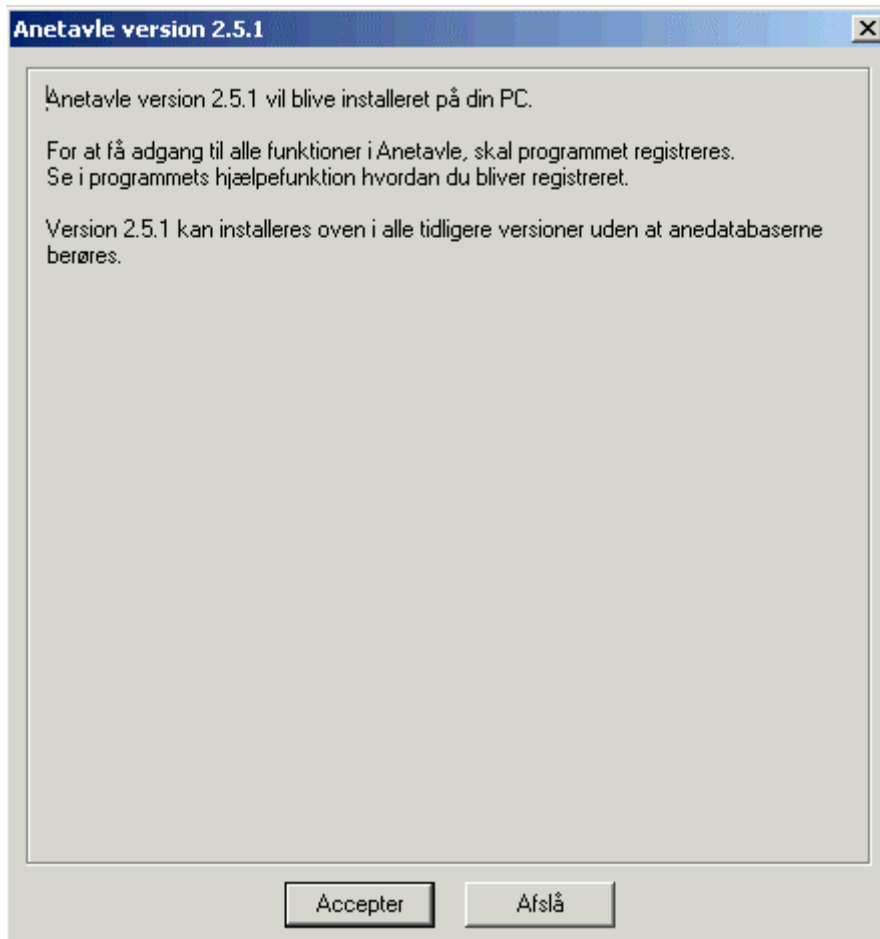 Anetavle version 2.5.1
Anetavle version 2.5.1 vil blive installeret på din PC.
For at få adgang til alle funktioner i Anetavle, skal programmet registreres.
Se i programmets hjælpefunktion hvordan du bliver registreret.
Version 2.5.1 kan installeres oven i alle tidligere versioner uden at anedatabaserne
berøres.
Accepter
Afslå